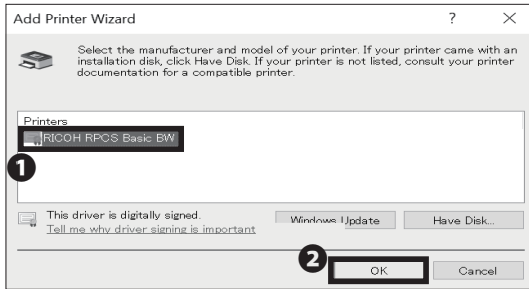 Add Printer Wizard ? ×
Select the manufacturer and model of your printer. If your printer came with an
installation disk, click Have Disk. If your printer is not listed, consult your printer
documentation for a compatible printer.
Printers
RICOH RPCS Basic BW
1
This driver is digitally signed.
Tell me why driver signing is important
Windows Update
Have Disk...
2
OK
Cancel